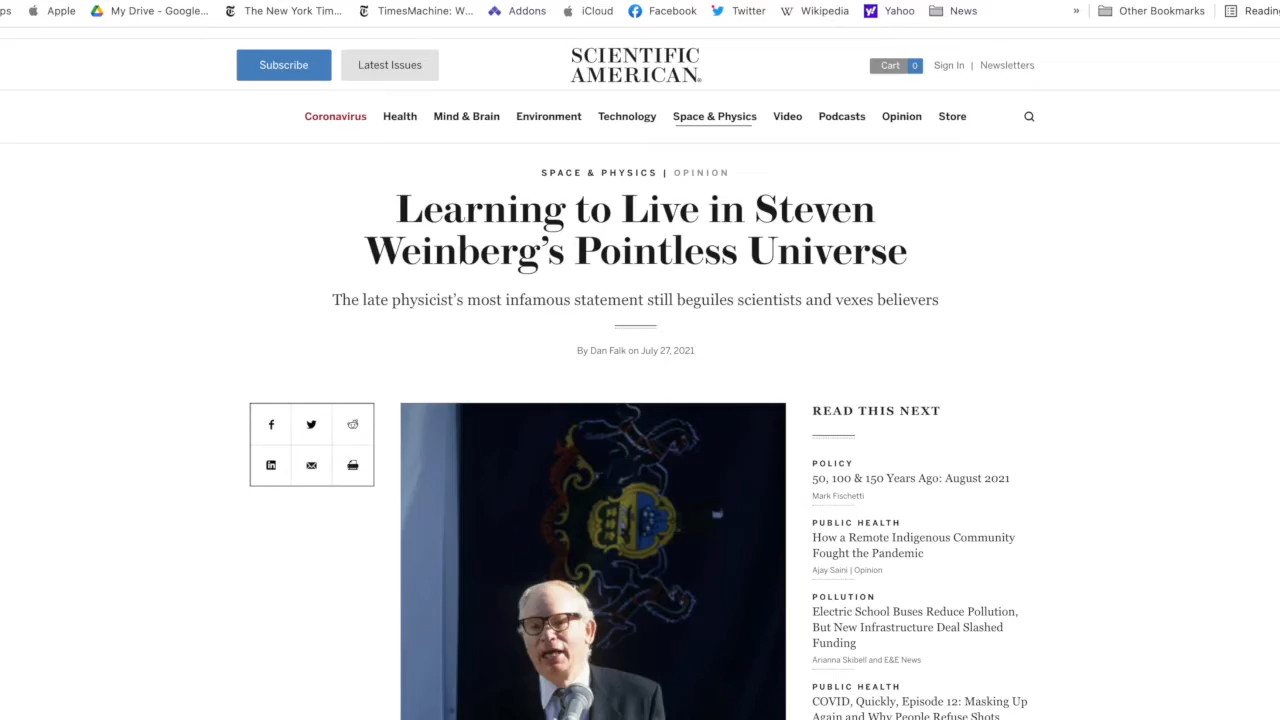 ps Apple My Drive - Google... The New York Tim... TimesMachine: W... Addons iCloud Facebook Twitter Wikipedia Yahoo News » Other Bookmarks Reading
Subscribe Latest Issues SCIENTIFIC Cart 0 Sign In | Newsletters
AMERICAN®
Coronavirus Health Mind & Brain Environment Technology Space & Physics Video Podcasts Opinion Store
SPACE & PHYSICS | OPINION
Learning to Live in Steven
Weinberg’s Pointless Universe
The late physicist’s most infamous statement still beguiles scientists and vexes believers
By Dan Falk on July 27, 2021
READ THIS NEXT
POLICY
50, 100 & 150 Years Ago: August 2021
Mark Fischetti
PUBLIC HEALTH
How a Remote Indigenous Community
Fought the Pandemic
Ajay Saini | Opinion
POLLUTION
Electric School Buses Reduce Pollution,
But New Infrastructure Deal Slashed
Funding
Arianna Skibell and E&E News
PUBLIC HEALTH
COVID, Quickly, Episode 12: Masking Up
Again and Why People Refuse Shots